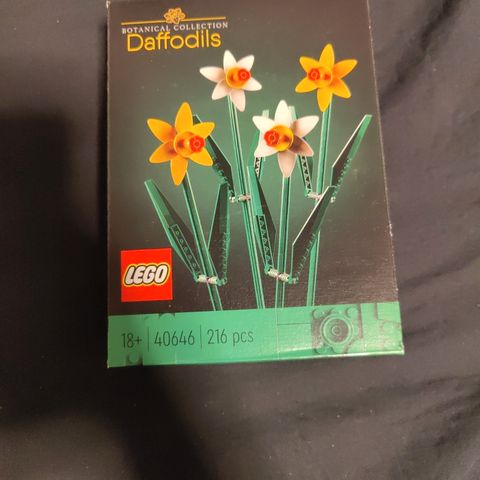 BOTANICAL COLLECTION
Daffodils
LEGO
18+ 40646 216 pcs